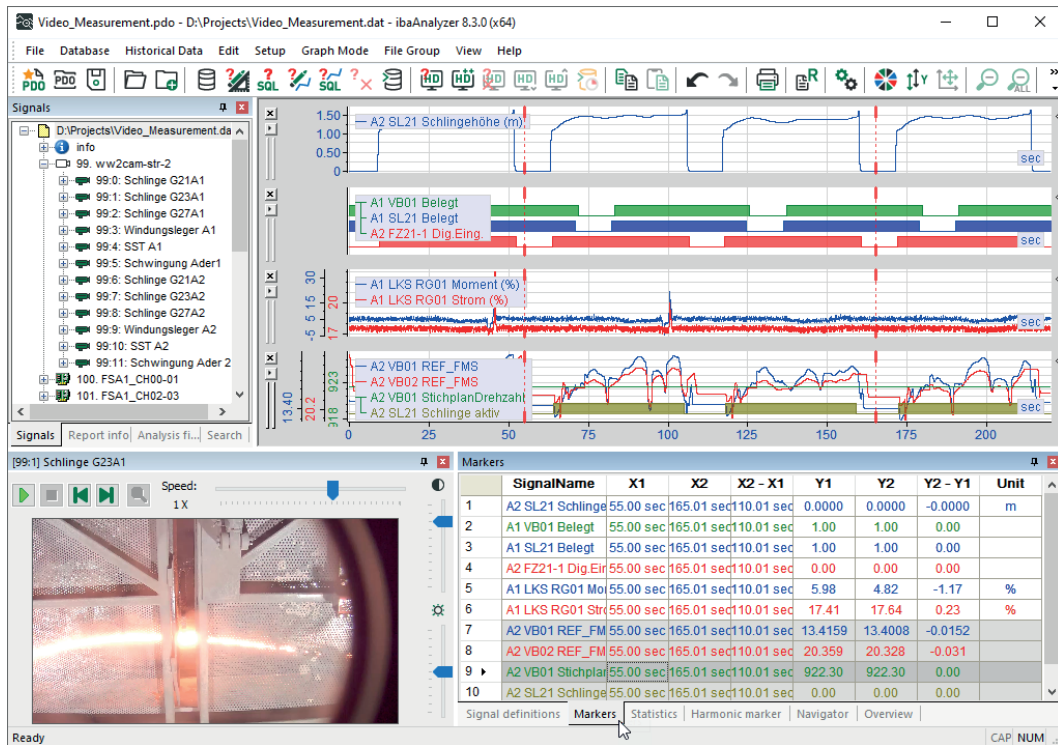 Video_Measurement.pdo - D:\Projects\Video_Measurement.dat - ibaAnalyzer 8.3.0 (x64)
File Database Historical Data Edit Setup Graph Mode File Group View Help
PDO PDO SQL SQL HD HD HD HD HD R Y ALL
Signals
D:\Projects\Video_Measurement.da
info
99. ww2cam-str-2
99:0: Schlinge G21A1
99:1: Schlinge G23A1
99:2: Schlinge G27A1
99:3: Windungsleger A1
99:4: SST A1
99:5: Schwingung Ader1
99:6: Schlinge G21A2
99:7: Schlinge G23A2
99:8: Schlinge G27A2
99:9: Windungsleger A2
99:10: SST A2
99:11: Schwingung Ader 2
100. FSA1_CH00-01
101. FSA1_CH02-03
Signals Report info Analysis fi... Search
1.50
1.00
0.50
0
A2 SL21 Schlingehöhe (m)
sec
A1 VB01 Belegt
A1 SL21 Belegt
A2 FZ21-1 Dig.Eing.
sec
-5 5 15 30
17 20
A1 LKS RG01 Moment (%)
A1 LKS RG01 Strom (%)
sec
13.40
20.2
918 923
A2 VB01 REF_FMS
A2 VB02 REF_FMS
A2 VB01 StichplanDrehzahl
A2 SL21 Schlinge aktiv
sec
0 25 50 75 100 125 150 175 200
[99:1] Schlinge G23A1
Speed:
1 X
Markers
SignalName X1 X2 X2 - X1 Y1 Y2 Y2 - Y1 Unit
1 A2 SL21 Schlinge 55.00 sec 165.01 sec 110.01 sec 0.0000 0.0000 -0.0000 m
2 A1 VB01 Belegt 55.00 sec 165.01 sec 110.01 sec 1.00 1.00 0.00
3 A1 SL21 Belegt 55.00 sec 165.01 sec 110.01 sec 1.00 1.00 0.00
4 A2 FZ21-1 Dig.Eir 55.00 sec 165.01 sec 110.01 sec 0.00 0.00 0.00
5 A1 LKS RG01 Mo 55.00 sec 165.01 sec 110.01 sec 5.98 4.82 -1.17 %
6 A1 LKS RG01 Stro 55.00 sec 165.01 sec 110.01 sec 17.41 17.64 0.23 %
7 A2 VB01 REF_FM 55.00 sec 165.01 sec 110.01 sec 13.4159 13.4008 -0.0152
8 A2 VB02 REF_FM 55.00 sec 165.01 sec 110.01 sec 20.359 20.328 -0.031
9 A2 VB01 Stichpla 55.00 sec 165.01 sec 110.01 sec 922.30 922.30 0.00
10 A2 SL21 Schlinge 55.00 sec 165.01 sec 110.01 sec 0.00 0.00 0.00
Signal definitions Markers Statistics Harmonic marker Navigator Overview
Ready
CAP NUM